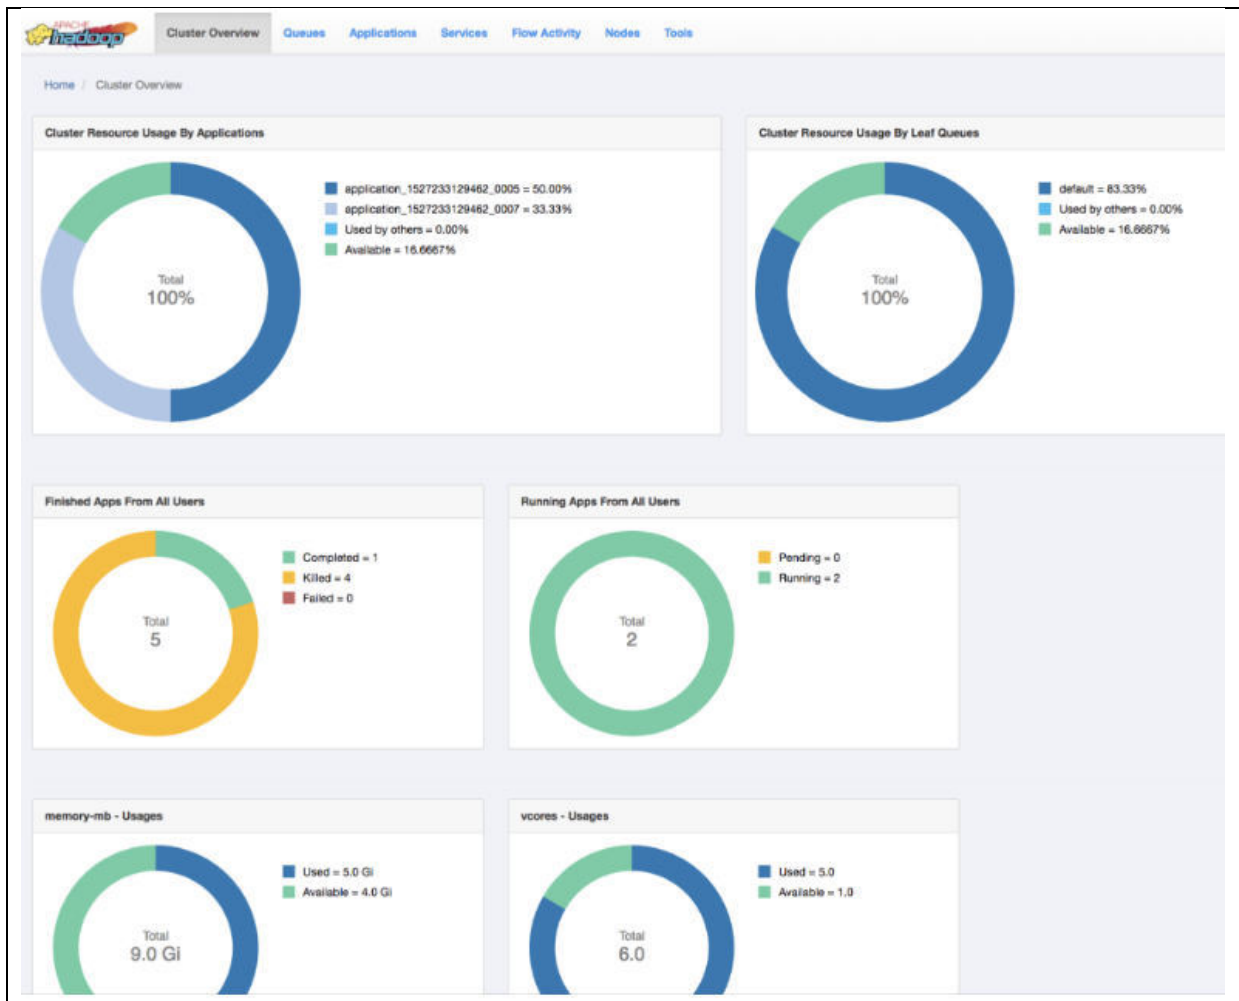 APACHE
hadoop
Cluster Overview Queues Applications Services Flow Activity Nodes Tools
Home / Cluster Overview
Cluster Resource Usage By Applications
application_1527233129462_0005 = 50.00%
application_1527233129462_0007 = 33.33%
Used by others = 0.00%
Available = 16.6667%
Total
100%
Cluster Resource Usage By Leaf Queues
default = 83.33%
Used by others = 0.00%
Available = 16.6667%
Total
100%
Finished Apps From All Users
Completed = 1
Killed = 4
Failed = 0
Total
5
Running Apps From All Users
Pending = 0
Running = 2
Total
2
memory-mb - Usages
Used = 5.0 Gi
Available = 4.0 Gi
Total
9.0 Gi
vcores - Usages
Used = 5.0
Available = 1.0
Total
6.0